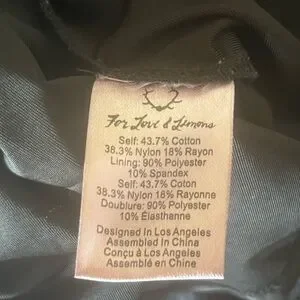 For Love & Lemons
Self: 43.7% Cotton
38.3% Nylon 18% Rayon
Lining: 90% Polyester
10% Spandex
Self: 43.7% Coton
38.3% Nylon 18% Rayonne
Doublure: 90% Polyester
10% Élasthanne
Designed In Los Angeles
Assembled In China
Conçu à Los Angeles
Assemblé en Chine